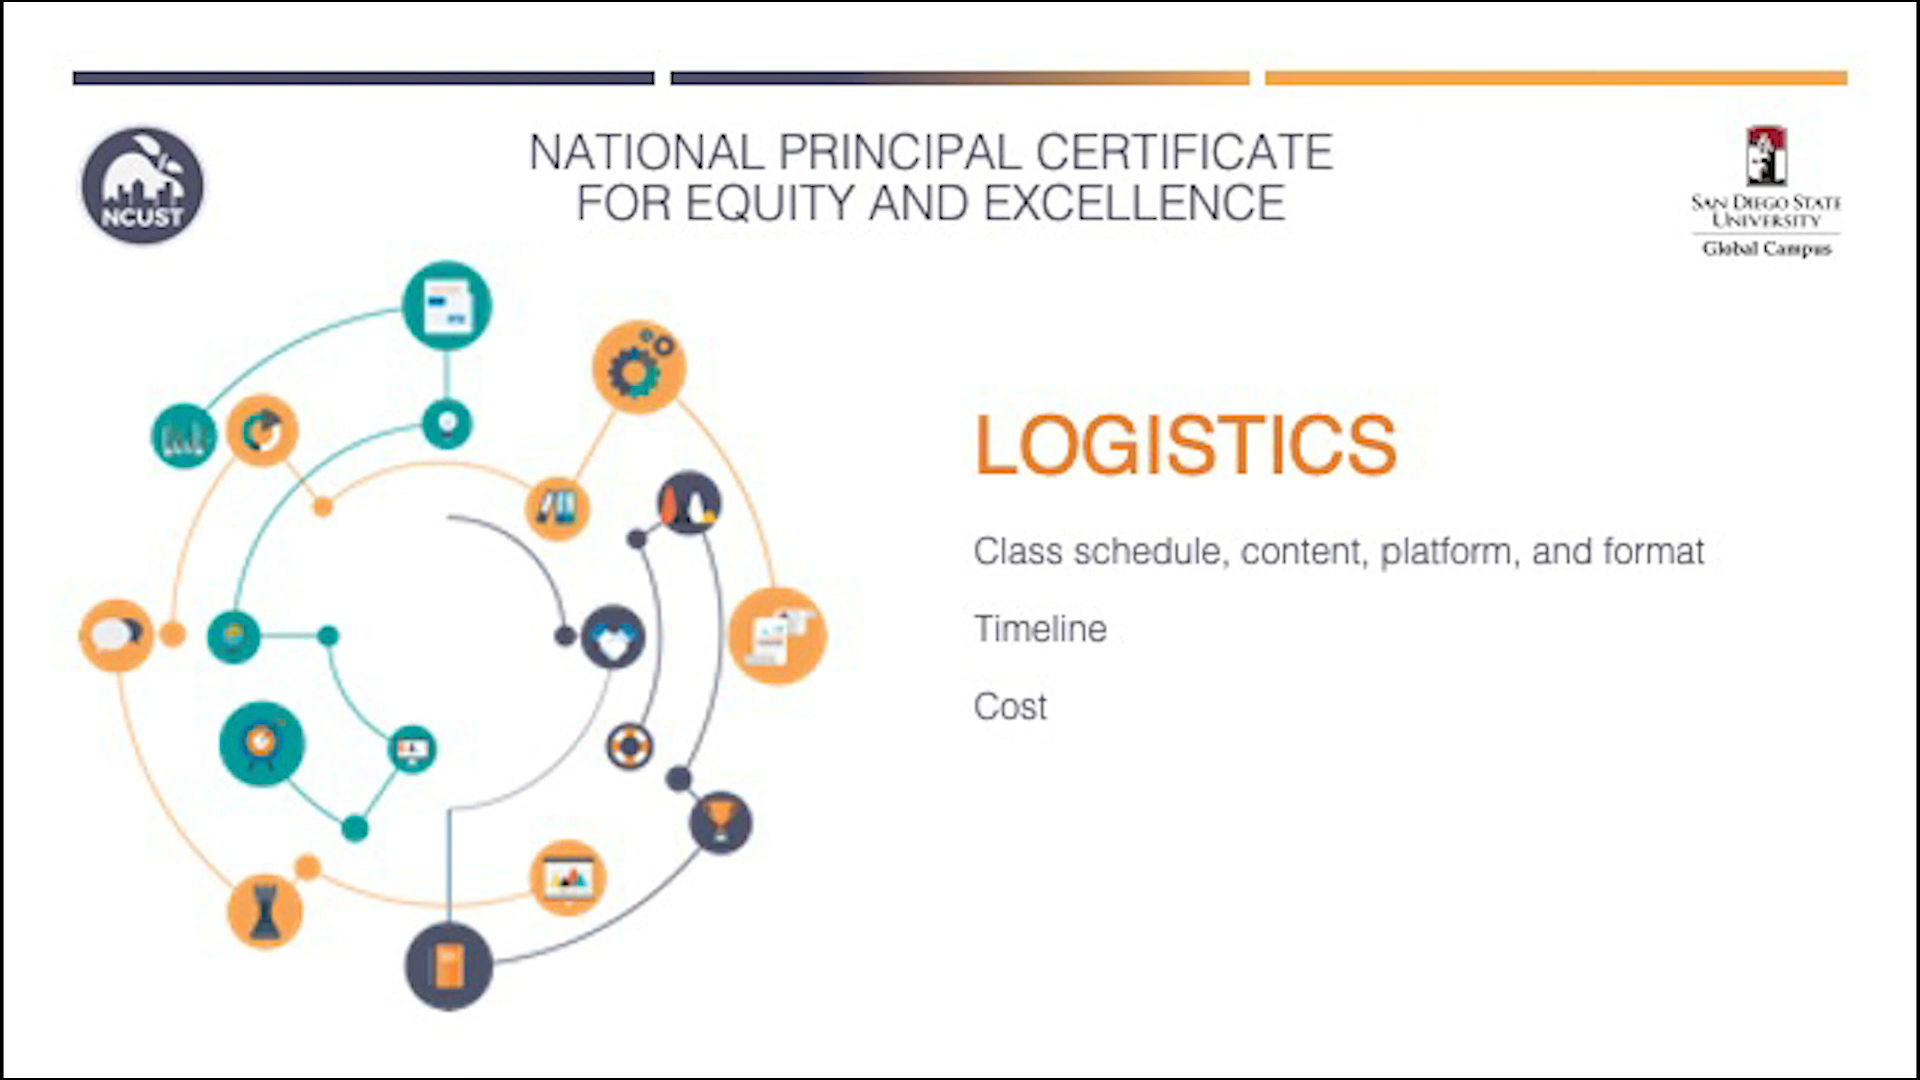 NATIONAL PRINCIPAL CERTIFICATE
FOR EQUITY AND EXCELLENCE
NCUST
SAN DIEGO STATE
UNIVERSITY
Global Campus
LOGISTICS
Class schedule, content, platform, and format
Timeline
Cost